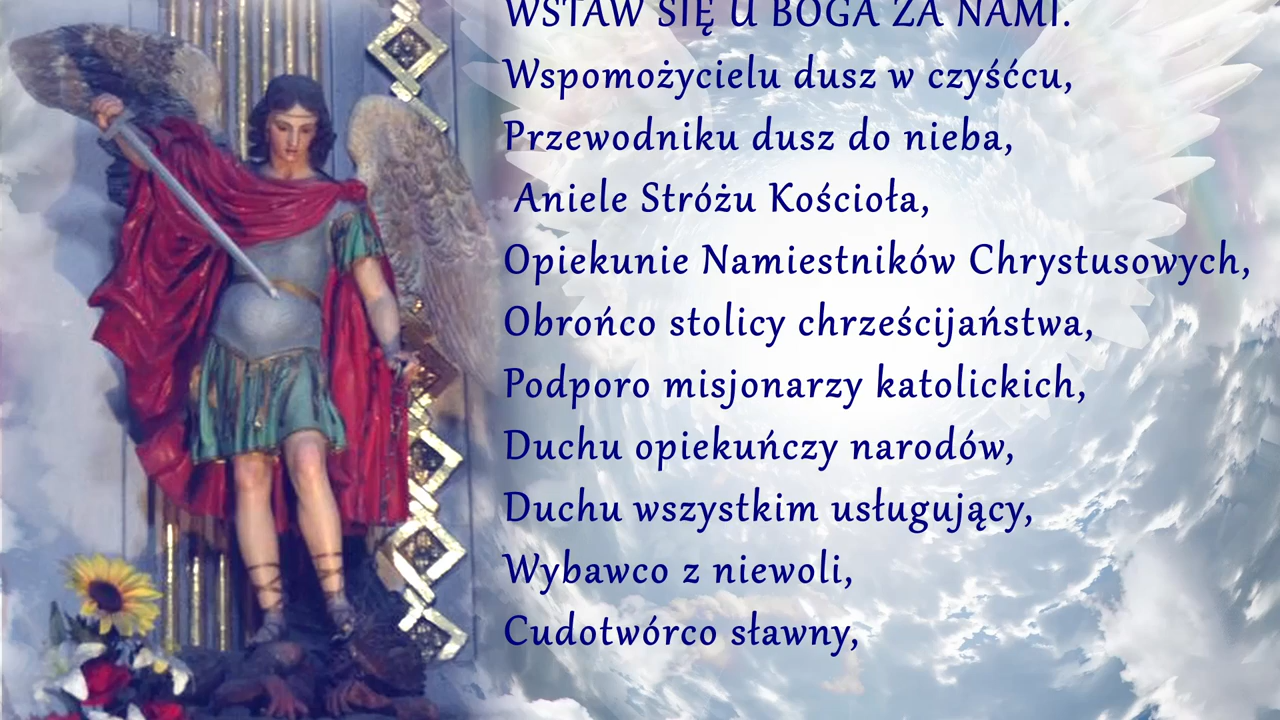 WSTAW SIĘ U BOGA ZA NAMI.
Wspomożycielu dusz w czyśćcu,
Przewodniku dusz do nieba,
Aniele Stróżu Kościoła,
Opiekunie Namiestników Chrystusowych,
Obrońco stolicy chrześcijaństwa,
Podporo misjonarzy katolickich,
Duchu opiekuńczy narodów,
Duchu wszystkim usługujący,
Wybawco z niewoli,
Cudotwórco sławny,